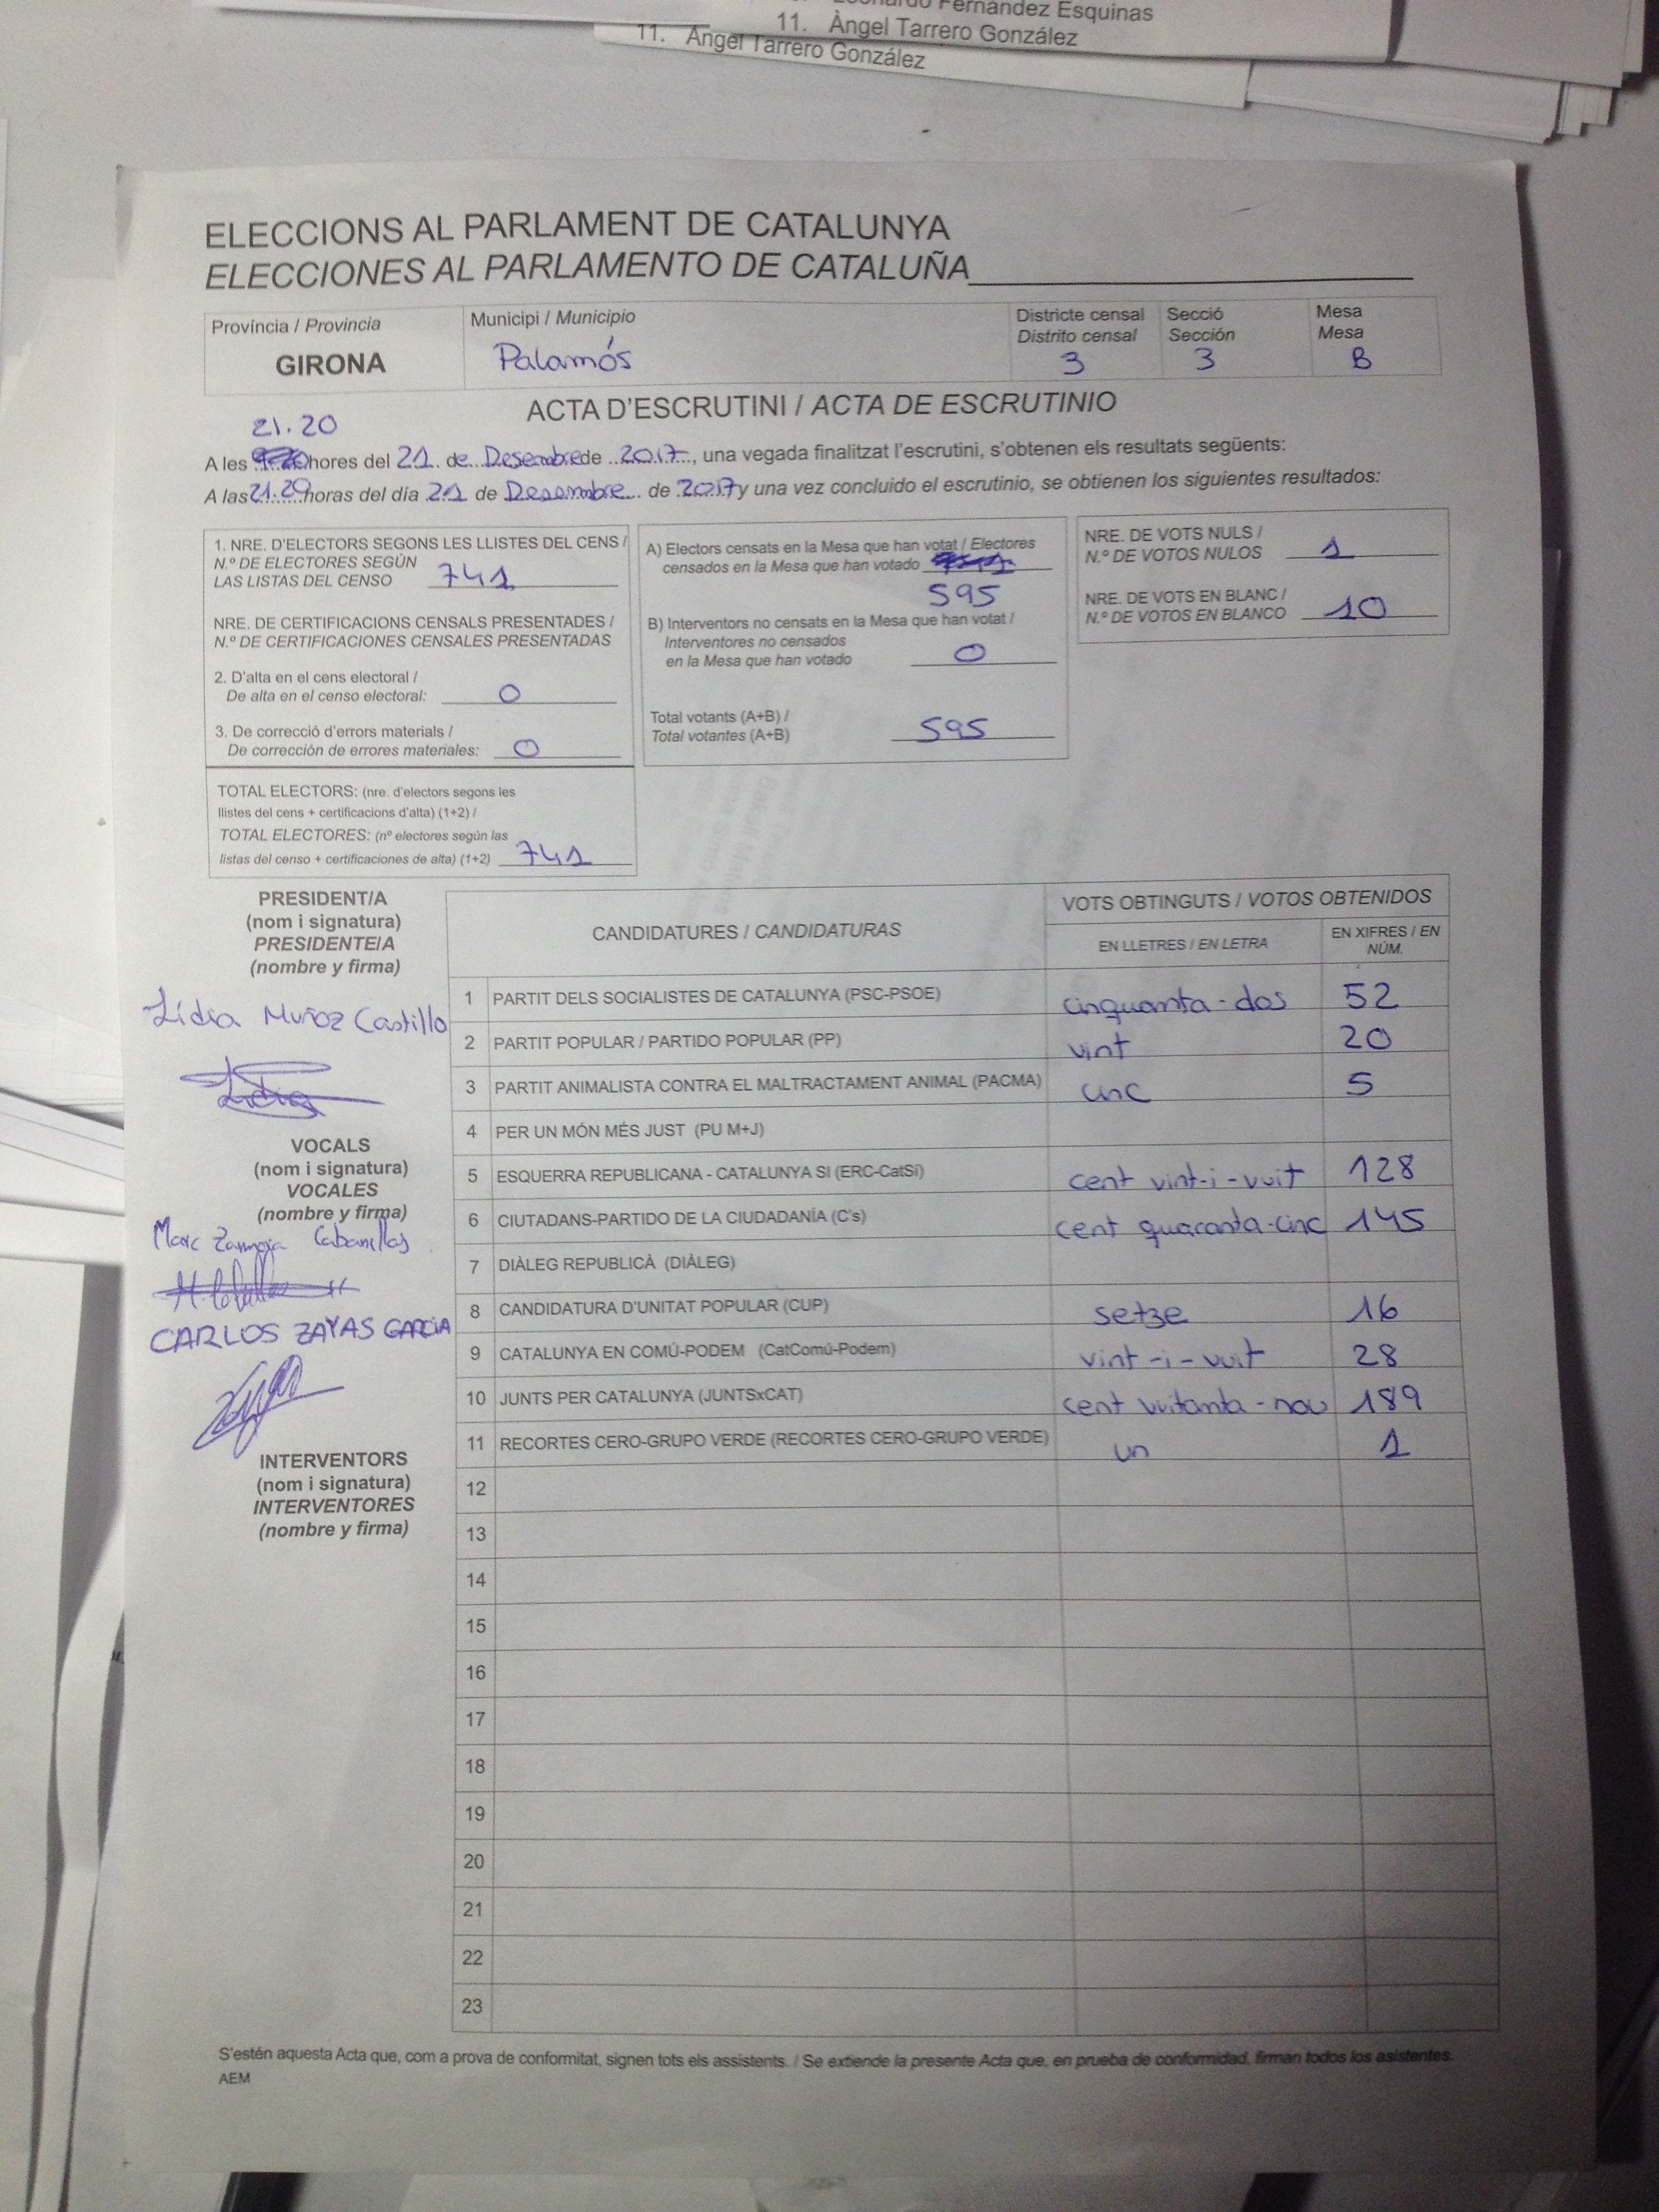 Fernández Esquinas
11. Àngel Tarrero González
11. Àngel Tarrero González
ELECCIONS AL PARLAMENT DE CATALUNYA
ELECCIONES AL PARLAMENTO DE CATALUÑA
Província / Provincia
GIRONA
Municipi / Municipio
Palamós
Districte censal
Distrito censal
3
Secció
Sección
3
Mesa
Mesa
B
ACTA D'ESCRUTINI / ACTA DE ESCRUTINIO
21.20
A les hores del 21 de Desembre de 2017, una vegada finalitzat l'escrutini, s'obtenen els resultats següents:
A las 21.20 horas del día 21 de Desembre de 2017 y una vez concluido el escrutinio, se obtienen los siguientes resultados:
1. NRE. D'ELECTORS SEGONS LES LLISTES DEL CENS /
N.º DE ELECTORES SEGÚN
LAS LISTAS DEL CENSO 741
NRE. DE CERTIFICACIONS CENSALS PRESENTADES /
N.º DE CERTIFICACIONES CENSALES PRESENTADAS
2. D'alta en el cens electoral /
De alta en el censo electoral: 0
3. De correcció d'errors materials /
De corrección de errores materiales: 0
TOTAL ELECTORS: (nre. d'electors segons les
llistes del cens + certificacions d'alta) (1+2) /
TOTAL ELECTORES: (nº electores según las
listas del censo + certificaciones de alta) (1+2) 741
A) Electors censats en la Mesa que han votat / Electores
censados en la Mesa que han votado
595
B) Interventors no censats en la Mesa que han votat /
Interventores no censados
en la Mesa que han votado 0
Total votants (A+B) /
Total votantes (A+B) 595
NRE. DE VOTS NULS /
N.º DE VOTOS NULOS 1
NRE. DE VOTS EN BLANC /
N.º DE VOTOS EN BLANCO 10
PRESIDENT/A
(nom i signatura)
PRESIDENTE/A
(nombre y firma)
Lídia Muñoz Castillo
Lídia
VOCALS
(nom i signatura)
VOCALES
(nombre y firma)
Marc Cabanillas
CARLOS ZAYAS GARCIA
INTERVENTORS
(nom i signatura)
INTERVENTORES
(nombre y firma)
CANDIDATURES / CANDIDATURAS
VOTS OBTINGUTS / VOTOS OBTENIDOS
EN LLETRES / EN LETRA
EN XIFRES / EN
NÚM.
1 PARTIT DELS SOCIALISTES DE CATALUNYA (PSC-PSOE) cinquanta-dos 52
2 PARTIT POPULAR / PARTIDO POPULAR (PP) vint 20
3 PARTIT ANIMALISTA CONTRA EL MALTRACTAMENT ANIMAL (PACMA) cinc 5
4 PER UN MÓN MÉS JUST (PU M+J)
5 ESQUERRA REPUBLICANA - CATALUNYA SI (ERC-CatSí) cent vint-i-vuit 128
6 CIUTADANS-PARTIDO DE LA CIUDADANÍA (C's) cent quaranta-cinc 145
7 DIÀLEG REPUBLICÀ (DIÀLEG)
8 CANDIDATURA D'UNITAT POPULAR (CUP) setze 16
9 CATALUNYA EN COMÚ-PODEM (CatComú-Podem) vint-i-vuit 28
10 JUNTS PER CATALUNYA (JUNTSxCAT) cent vuitanta-nou 189
11 RECORTES CERO-GRUPO VERDE (RECORTES CERO-GRUPO VERDE) un 1
12
13
14
15
16
17
18
19
20
21
22
23
S'estén aquesta Acta que, com a prova de conformitat, signen tots els assistents. / Se extiende la presente Acta que, en prueba de conformidad, firman todos los asistentes.
AEM